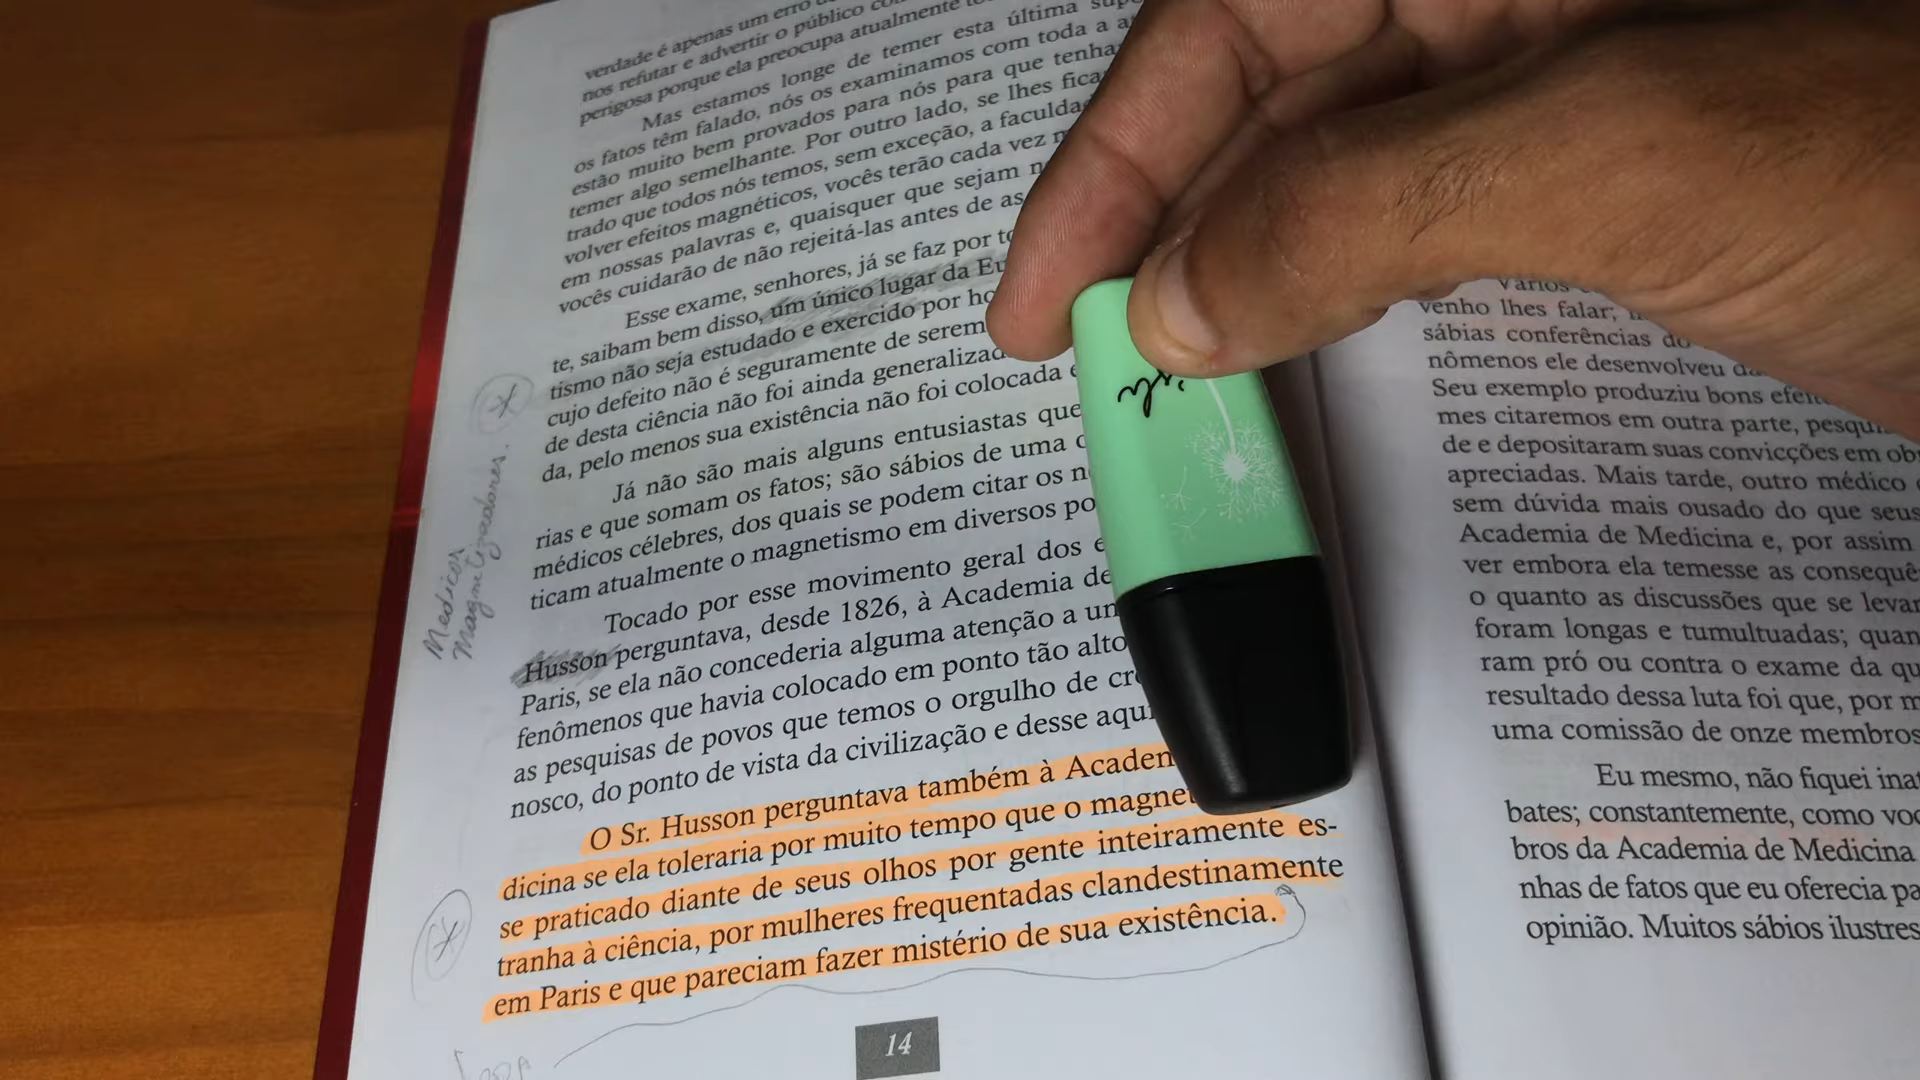 verdade é apenas um erro
nos refutar e advertir o público
perigosa porque ela preocupa atualmente
Mas estamos longe de temer esta última
os fatos têm falado, nós os examinamos com toda a
estão muito bem provados para nós para que
temer algo semelhante. Por outro lado, se lhes
trado que todos nós temos, sem exceção, a
volver efeitos magnéticos, vocês terão cada vez
em nossas palavras e, quaisquer que sejam
vocês cuidarão de não rejeitá-las antes de as
Esse exame, senhores, já se faz por
te, saibam bem disso, um único lugar da
tismo não seja estudado e exercido por
cujo defeito não é seguramente de serem
de desta ciência não foi ainda
da, pelo menos sua existência não foi colocada
Já não são mais alguns entusiastas que
rias e que somam os fatos; são sábios de uma
médicos célebres, dos quais se podem citar os
ticam atualmente o magnetismo em diversos
Tocado por esse movimento geral dos
Husson perguntava, desde 1826, à Academia de
Paris, se ela não concederia alguma atenção a
fenômenos que havia colocado em ponto tão alto
as pesquisas de povos que temos o orgulho de
nosco, do ponto de vista da civilização e desse
O Sr. Husson perguntava também à
dicina se ela toleraria por muito tempo que o
se praticado diante de seus olhos por gente inteiramente es-
tranha à ciência, por mulheres frequentadas clandestinamente
em Paris e que pareciam fazer mistério de sua existência.
14
Medicos
Magnetizadores.
Vários
venho lhes falar;
sábias conferências do
nômenos ele desenvolveu
Seu exemplo produziu bons
mes citaremos em outra parte,
de e depositaram suas convicções em
apreciadas. Mais tarde, outro médico
sem dúvida mais ousado do que seus
Academia de Medicina e, por assim
ver embora ela temesse as
o quanto as discussões que se
foram longas e tumultuadas;
ram pró ou contra o exame da
resultado dessa luta foi que, por
uma comissão de onze membros
Eu mesmo, não fiquei
bates; constantemente, como
bros da Academia de Medicina
nhas de fatos que eu oferecia
opinião. Muitos sábios ilustres